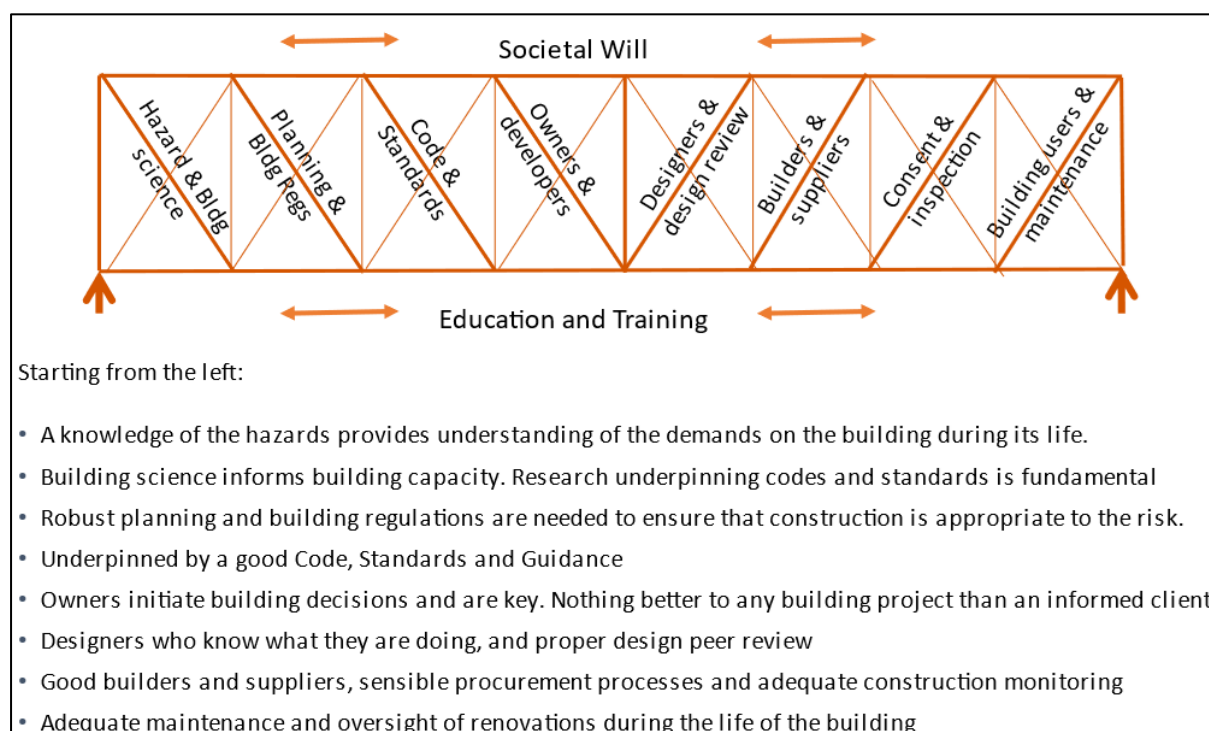 Societal Will
Hazard & Bldg
science
Planning &
Bldg Regs
Code &
Standards
Owners &
developers
Designers &
design review
Builders &
suppliers
Consent &
inspection
Building users &
maintenance
Education and Training
Starting from the left:
• A knowledge of the hazards provides understanding of the demands on the building during its life.
• Building science informs building capacity. Research underpinning codes and standards is fundamental
• Robust planning and building regulations are needed to ensure that construction is appropriate to the risk.
• Underpinned by a good Code, Standards and Guidance
• Owners initiate building decisions and are key. Nothing better to any building project than an informed client
• Designers who know what they are doing, and proper design peer review
• Good builders and suppliers, sensible procurement processes and adequate construction monitoring
• Adequate maintenance and oversight of renovations during the life of the building